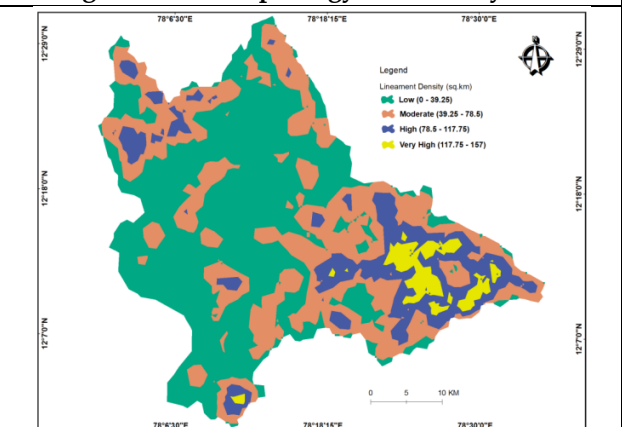 78°6'30"E 78°18'15"E 78°30'0"E
12°29'0"N 12°29'0"N
Legend
Lineament Density (sq.km)
Low (0 - 39.25)
Moderate (39.25 - 78.5)
High (78.5 - 117.75)
Very High (117.75 - 157)
12°18'0"N 12°18'0"N
12°7'0"N 12°7'0"N
0 5 10 KM
78°6'30"E 78°18'15"E 78°30'0"E